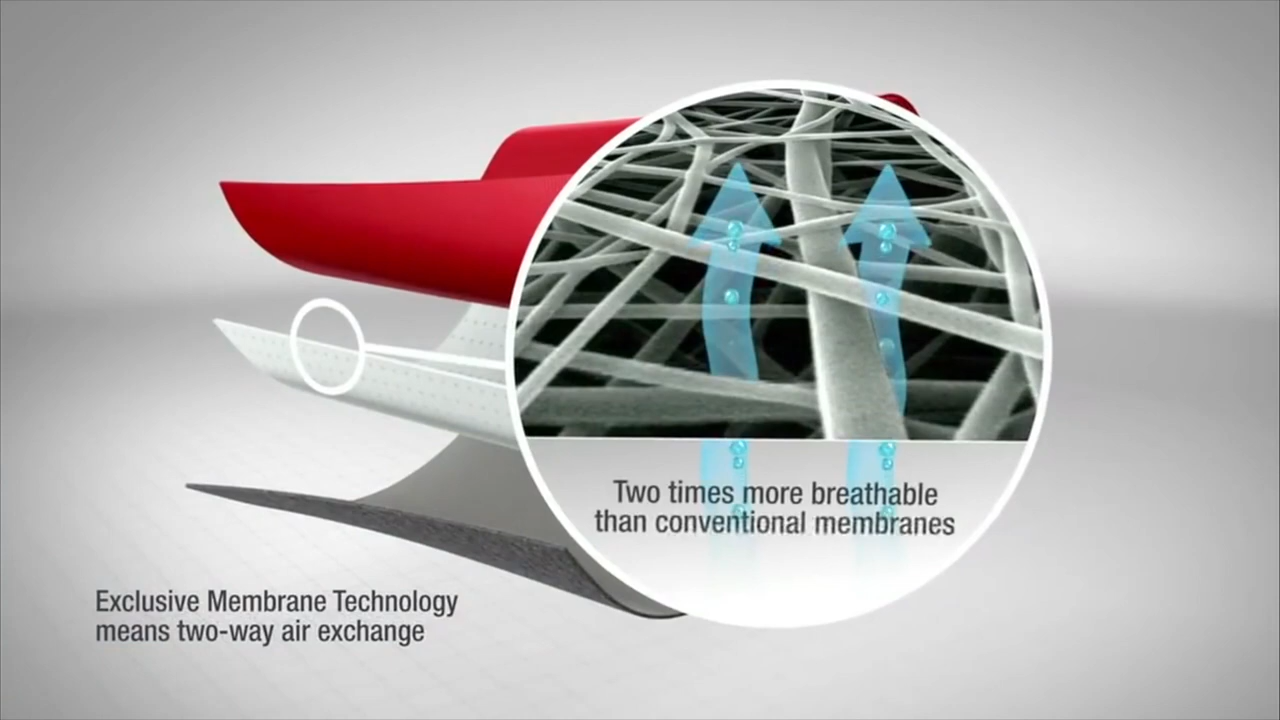 Two times more breathable
than conventional membranes
Exclusive Membrane Technology
means two-way air exchange